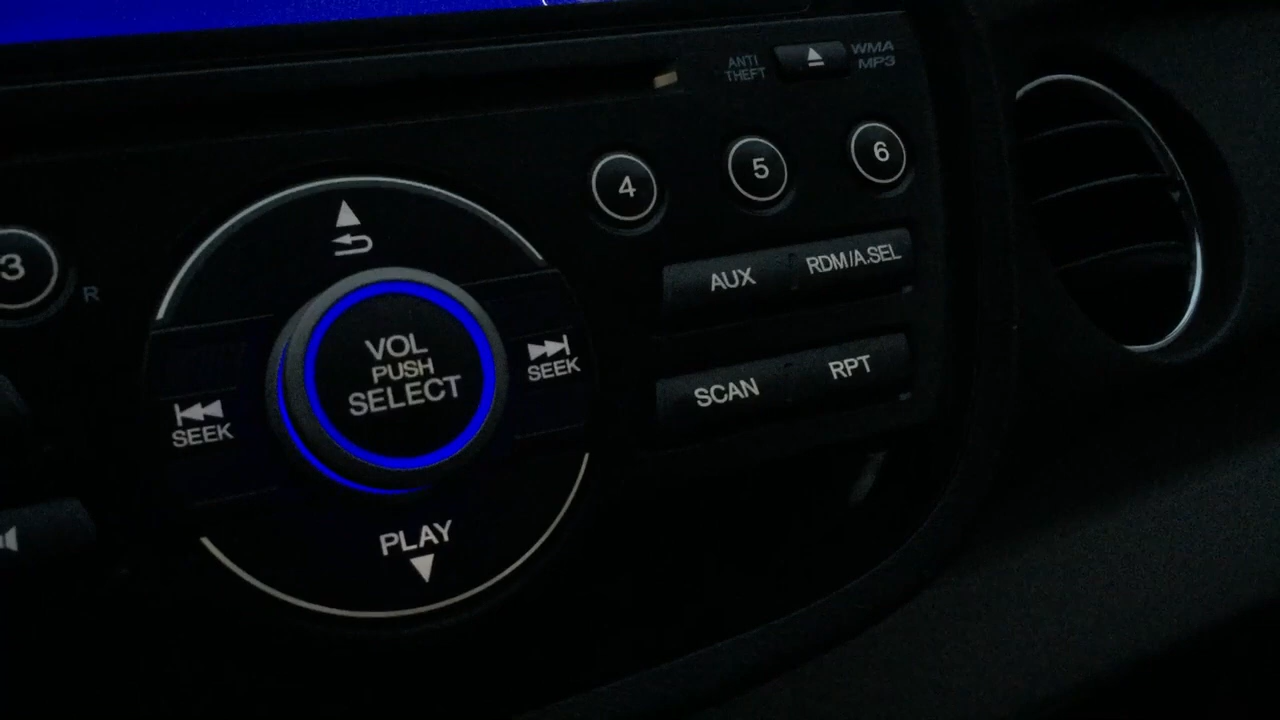 ANTI
THEFT
WMA
MP3
4
5
6
3
R
AUX
RDM/A.SEL
VOL
PUSH
SELECT
SEEK
SEEK
SCAN
RPT
PLAY